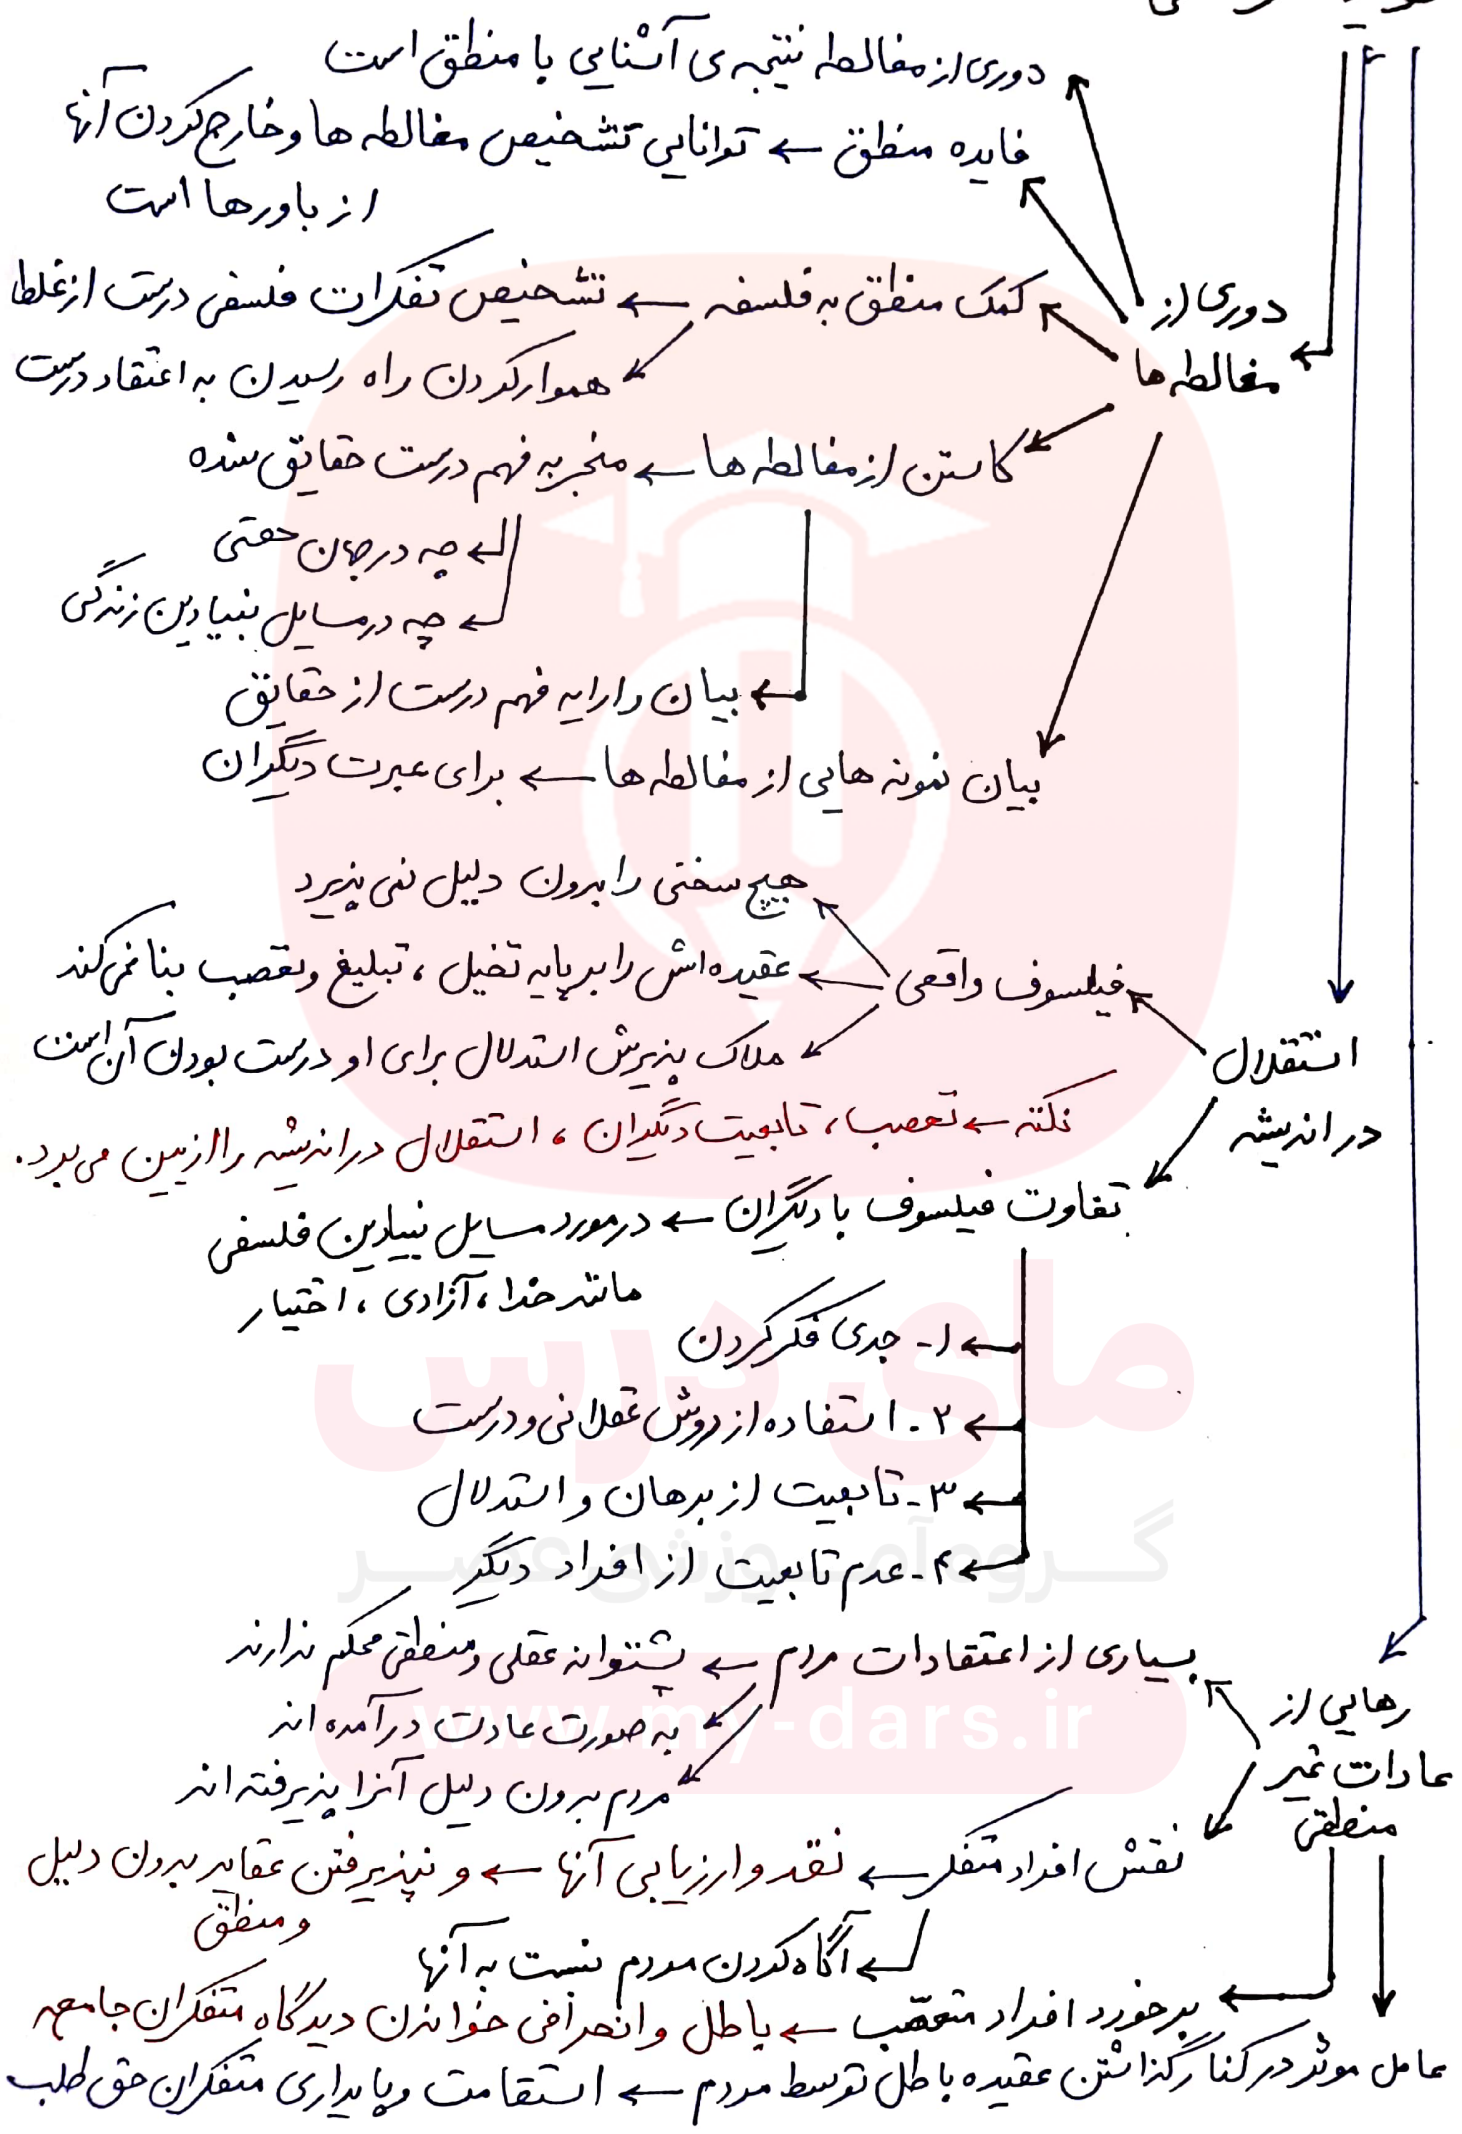 دوری از مغالطه نتیجه ی آشنایی با منطق است
فایده منطق ← توانایی تشخیص مغالطه ها و خارج کردن آنها
از باورها است
دوری از
مغالطه ها
کمک منطق به فلسفه ← تشخیص تفکرات فلسفی درست از غلط
هموار کردن راه رسیدن به اعتقاد درست
کاستن از مغالطه ها ← منجر به فهم درست حقایق شده
← چه در جهان هستی
← چه در مسایل بنیادین زندگی
← بیان و ارایه فهم درست از حقایق
بیان نمونه هایی از مغالطه ها ← برای عبرت دیگران
هیچ سخنی را بدون دلیل نمی پذیرد
فیلسوف واقعی ← عقیده اش را بر پایه تخیل ، تبلیغ و تعصب بنا نمی کند
ملاک پذیرش استدلال برای او درست بودن آن است
استقلال
در اندیشه
نکته ← تعصب ، تابعیت دیگران ، استقلال در اندیشه را از بین می برد.
تفاوت فیلسوف با دیگران ← در مورد مسایل بنیادین فلسفی
مانند خدا ، آزادی ، اختیار
← ۱- جدی فکر کردن
← ۲- استفاده از روش عقلانی و درست
← ۳- تابعیت از برهان و استدلال
← ۴- عدم تابعیت از افراد دیگر
بسیاری از اعتقادات مردم ← پشتوانه عقلی و منطقی محکم ندارند
به صورت عادت درآمده اند
مردم بدون دلیل آنرا پذیرفته اند
رهایی از
عادات غیر
منطقی
نقش افراد متفکر ← نقد و ارزیابی آنها ← و نپذیرفتن عقاید بدون دلیل
و منطق
← آگاه کردن مردم نسبت به آنها
برخورد افراد متعصّب ← باطل و انحرافی خواندن دیدگاه متفکران جامعه
عامل موثر در کنار گذاشتن عقیده باطل توسط مردم ← استقامت و پایداری متفکران حق طلب
مای درس
گروه آموزشی عصر
www.my-dars.ir